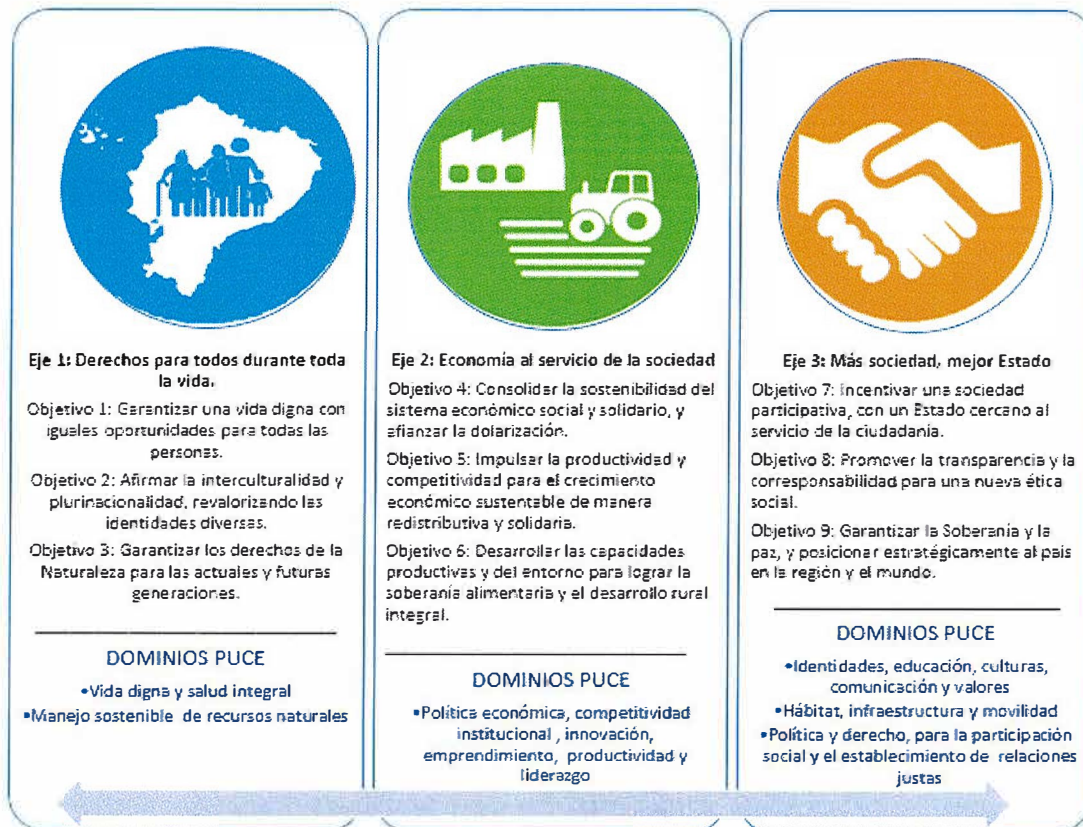 Eje 1: Derechos para todos durante toda
la vida.
Objetivo 1: Garantizar una vida digna con
iguales oportunidades para todas las
personas.
Objetivo 2: Afirmar la interculturalidad y
plurinacionalidad, revalorizando las
identidades diversas.
Objetivo 3: Garantizar los derechos de la
Naturaleza para las actuales y futuras
generaciones.
DOMINIOS PUCE
•Vida digna y salud integral
•Manejo sostenible de recursos naturales
Eje 2: Economía al servicio de la sociedad
Objetivo 4: Consolidar la sostenibilidad del
sistema económico social y solidario, y
afianzar la dolarización.
Objetivo 5: Impulsar la productividad y
competitividad para el crecimiento
económico sustentable de manera
redistributiva y solidaria.
Objetivo 6: Desarrollar las capacidades
productivas y del entorno para lograr la
soberanía alimentaria y el desarrollo rural
integral.
DOMINIOS PUCE
•Política económica, competividad
institucional , innovación,
emprendimiento, productividad y
liderazgo
Eje 3: Más sociedad, mejor Estado
Objetivo 7: Incentivar una sociedad
participativa, con un Estado cercano al
servicio de la ciudadanía.
Objetivo 8: Promover la transparencia y la
corresponsabilidad para una nueva ética
social.
Objetivo 9: Garantizar la Soberanía y la
paz, y posicionar estratégicamente al país
en la región y el mundo.
DOMINIOS PUCE
•Identidades, educación, culturas,
comunicación y valores
•Hábitat, infraestructura y movilidad
•Política y derecho, para la participación
social y el establecimiento de relaciones
justas